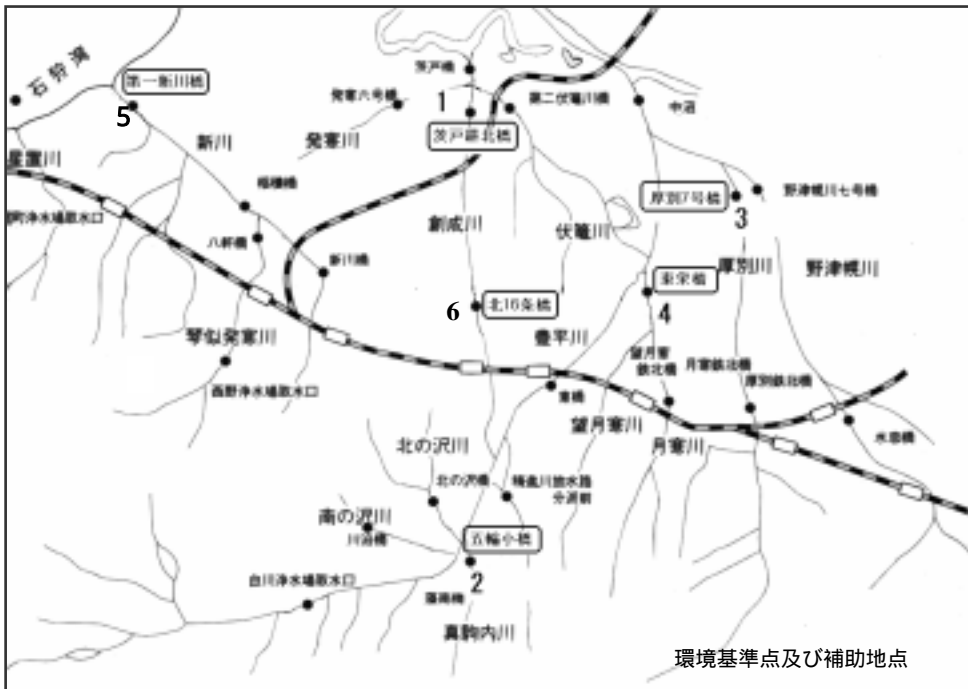 石狩湾
第一新川橋
5
新川
発寒六号橋
発寒川
茨戸橋
1
第二伏籠川橋
茨戸耕北橋
中沼
星置川
稲穂橋
八軒橋
新川橋
創成川
伏籠川
厚別7号橋
3
野津幌川七号橋
厚別川
野津幌川
東栄橋
4
6
北16条橋
豊平川
琴似発寒川
西野浄水場取水口
東橋
望月寒
鉄北橋
月寒鉄北橋
厚別鉄北橋
望月寒川
月寒川
水恋橋
北の沢川
北の沢橋
精進川放水路
分派前
南の沢川
川沿橋
五輪小橋
2
白川浄水場取水口
藻南橋
真駒内川
環境基準点及び補助地点